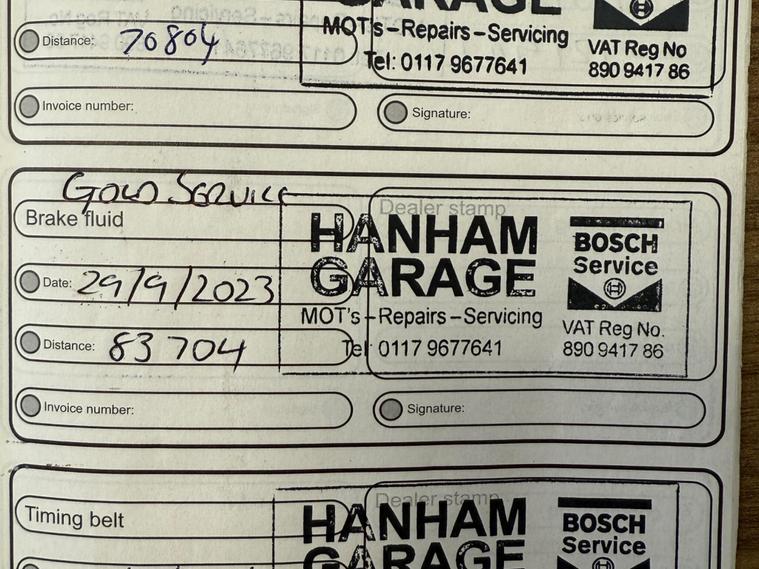 GARAGE
MOT's – Repairs – Servicing
Tel: 0117 9677641
VAT Reg No
890 9417 86
Distance: 70804
Invoice number:
Signature:
GOLD SERVICE
Brake fluid
Dealer stamp
HANHAM
GARAGE
MOT's – Repairs – Servicing
Tel 0117 9677641
BOSCH
Service
VAT Reg No.
890 9417 86
Date: 29/9/2023
Distance: 83704
Invoice number:
Signature:
Timing belt
Dealer stamp
HANHAM
GARAGE
BOSCH
Service